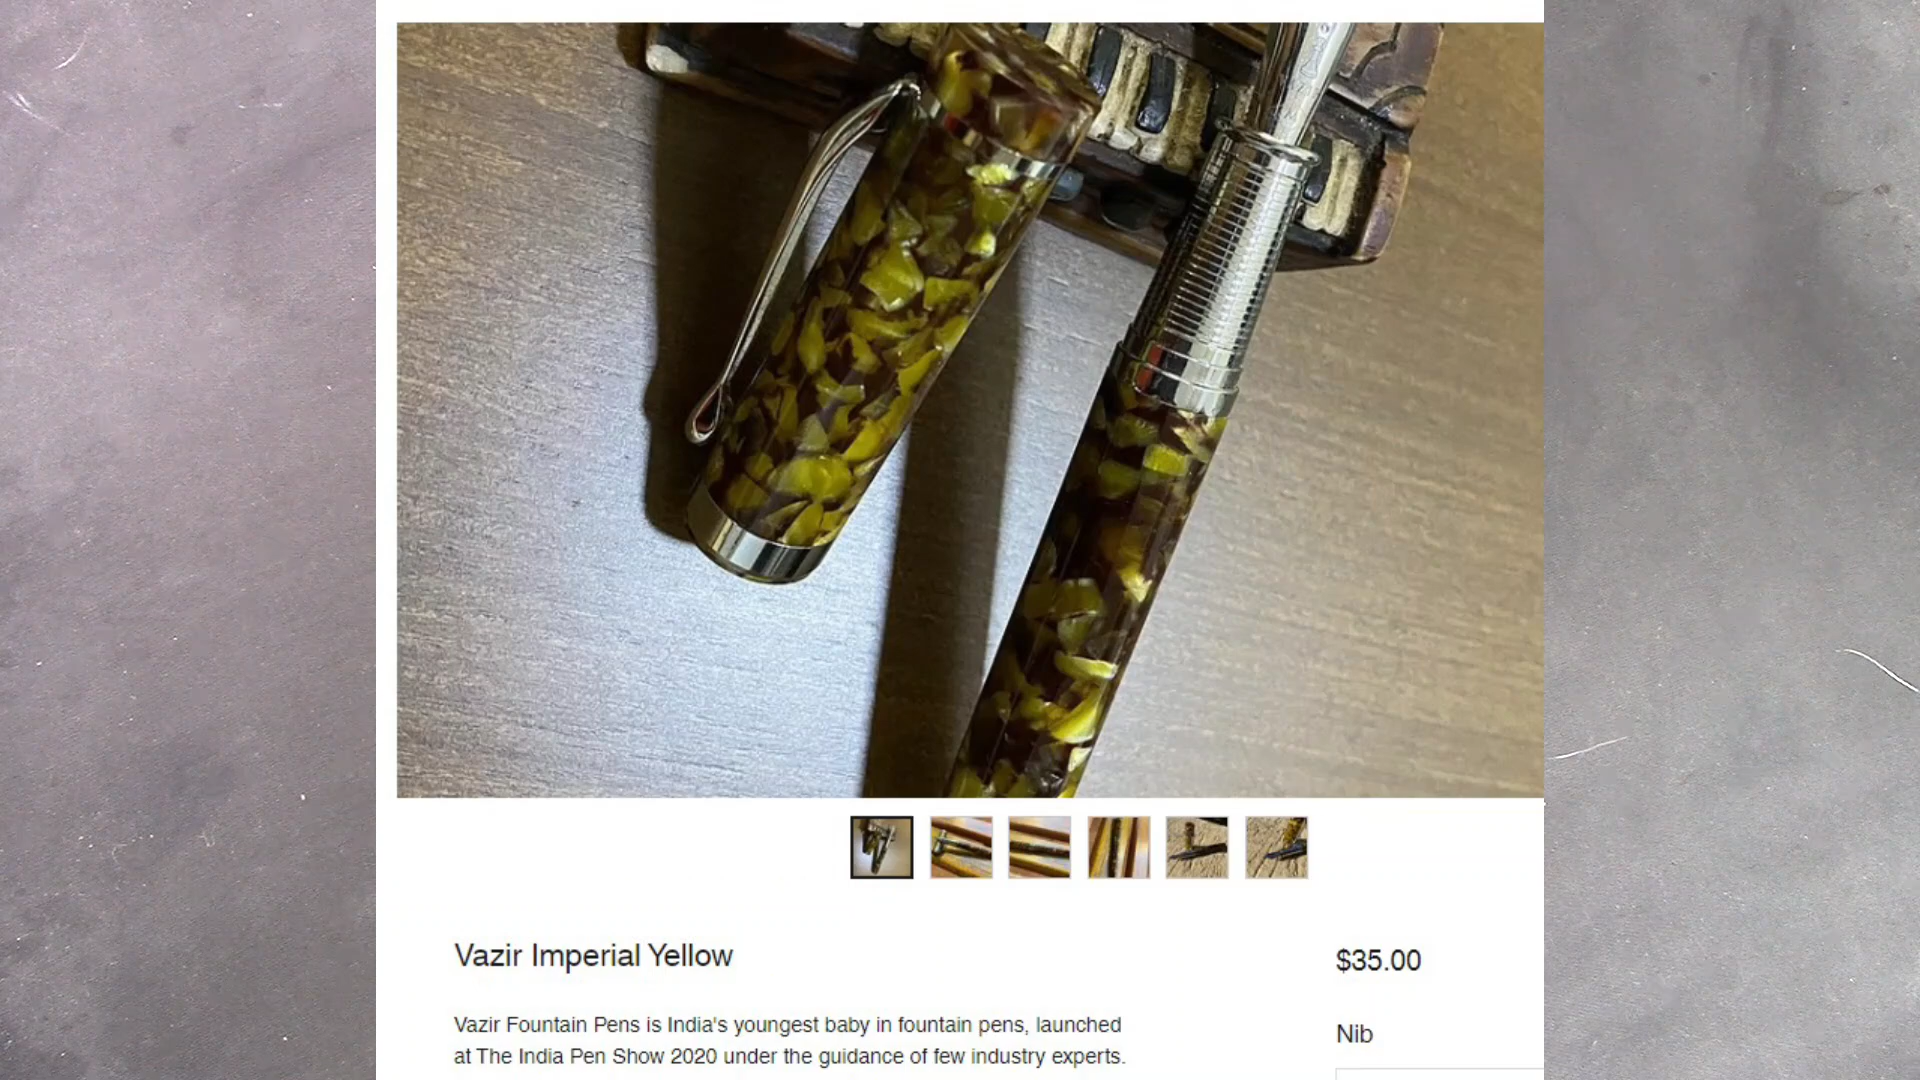 Vazir Imperial Yellow
$35.00
Vazir Fountain Pens is India's youngest baby in fountain pens, launched
at The India Pen Show 2020 under the guidance of few industry experts.
Nib